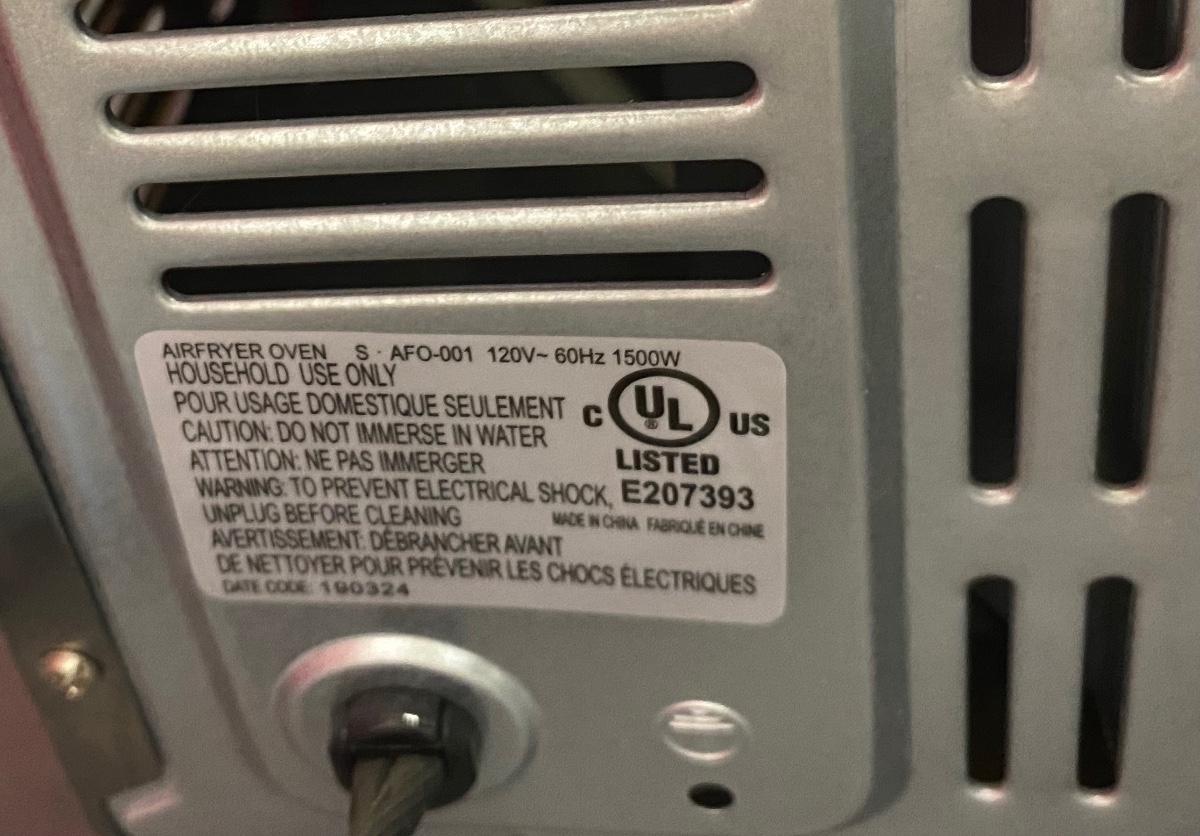 AIRFRYER OVEN S · AFO-001 120V~ 60Hz 1500W
HOUSEHOLD USE ONLY
POUR USAGE DOMESTIQUE SEULEMENT
CAUTION: DO NOT IMMERSE IN WATER
ATTENTION: NE PAS IMMERGER
WARNING: TO PREVENT ELECTRICAL SHOCK,
UNPLUG BEFORE CLEANING
AVERTISSEMENT: DÉBRANCHER AVANT
DE NETTOYER POUR PRÉVENIR LES CHOCS ÉLECTRIQUES
DATE CODE: 190324
C UL ® US
LISTED
E207393
MADE IN CHINA FABRIQUÉ EN CHINE